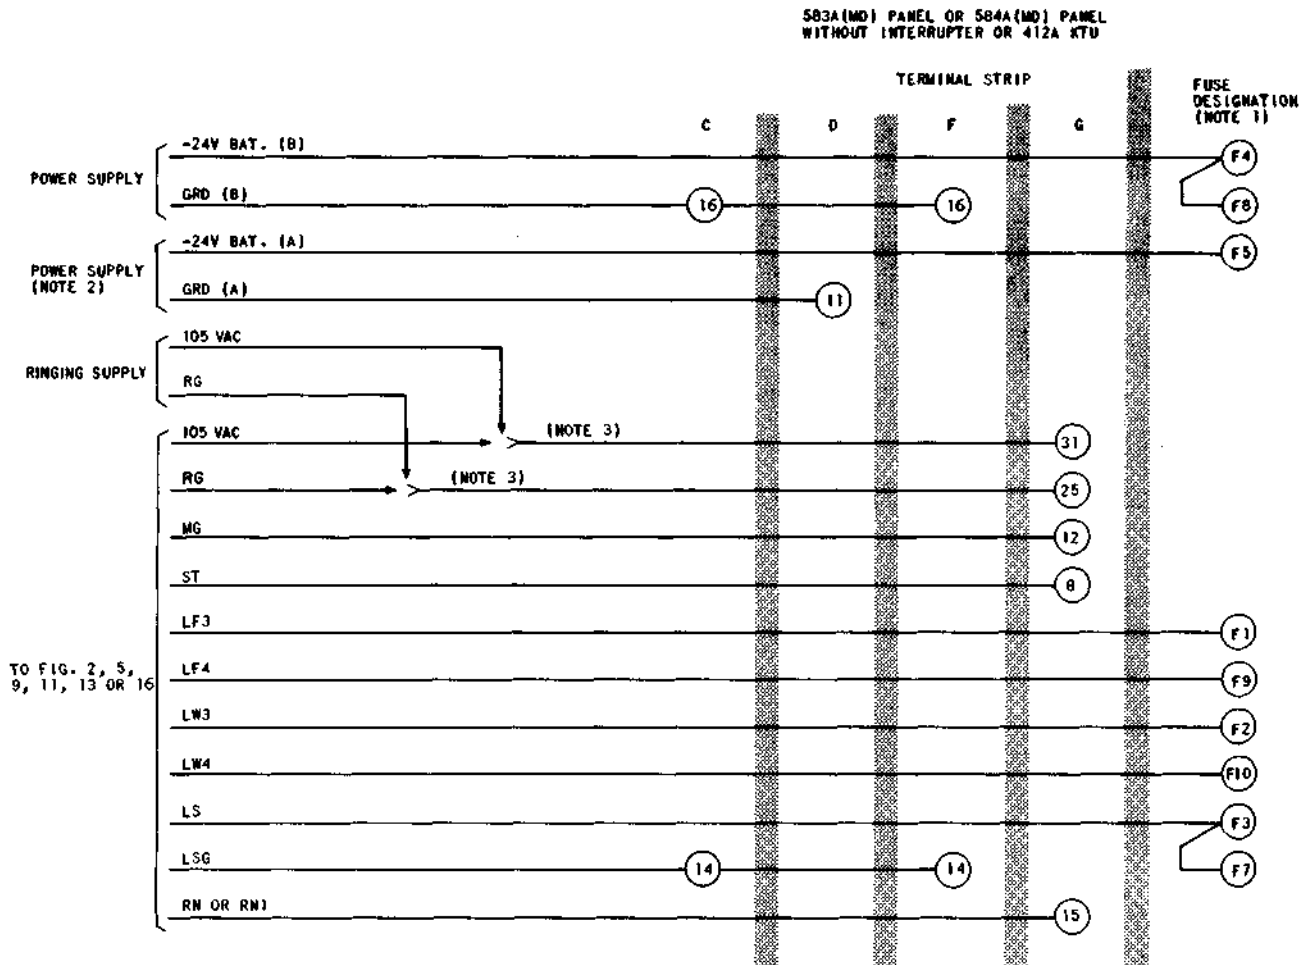 583A(MD) PANEL OR 584A(MD) PANEL
WITHOUT INTERRUPTER OR 412A KTU
TERMINAL STRIP
FUSE
DESIGNATION
(NOTE 1)
C D F G
POWER SUPPLY
-24V BAT. (B) F4
GRD (B) 16 16 F8
POWER SUPPLY
(NOTE 2)
-24V BAT. (A) F5
GRD (A) 11
RINGING SUPPLY
105 VAC
RG
105 VAC (NOTE 3) 31
RG (NOTE 3) 25
MG 12
ST 8
LF3 F1
TO FIG. 2, 5,
9, 11, 13 OR 16
LF4 F9
LW3 F2
LW4 F10
LS F3
LSG 14 14 F7
RN OR RN1 15